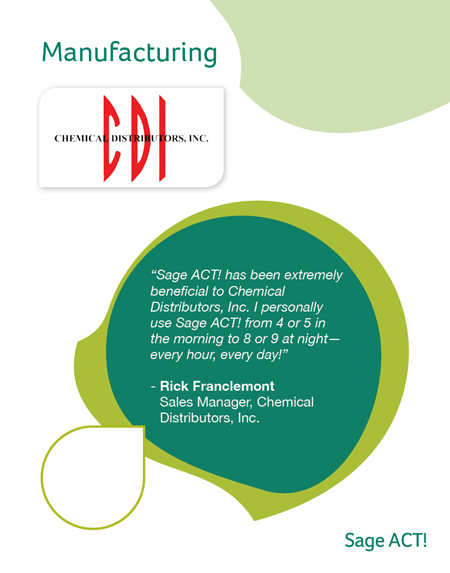 Manufacturing
CDI
CHEMICAL DISTRIBUTORS, INC.
“Sage ACT! has been extremely
beneficial to Chemical
Distributors, Inc. I personally
use Sage ACT! from 4 or 5 in
the morning to 8 or 9 at night—
every hour, every day!”
- Rick Franclemont
Sales Manager, Chemical
Distributors, Inc.
Sage ACT!